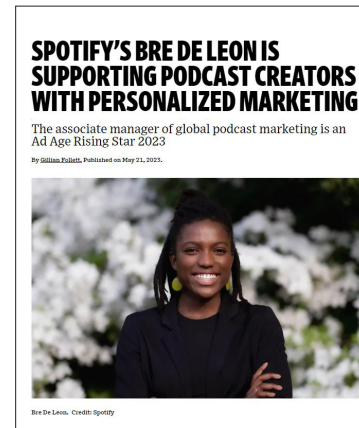 SPOTIFY'S BRE DE LEON IS
SUPPORTING PODCAST CREATORS
WITH PERSONALIZED MARKETING
The associate manager of global podcast marketing is an
Ad Age Rising Star 2023
By Gillian Follett. Published on May 21, 2023.
Bre De Leon. Credit: Spotify